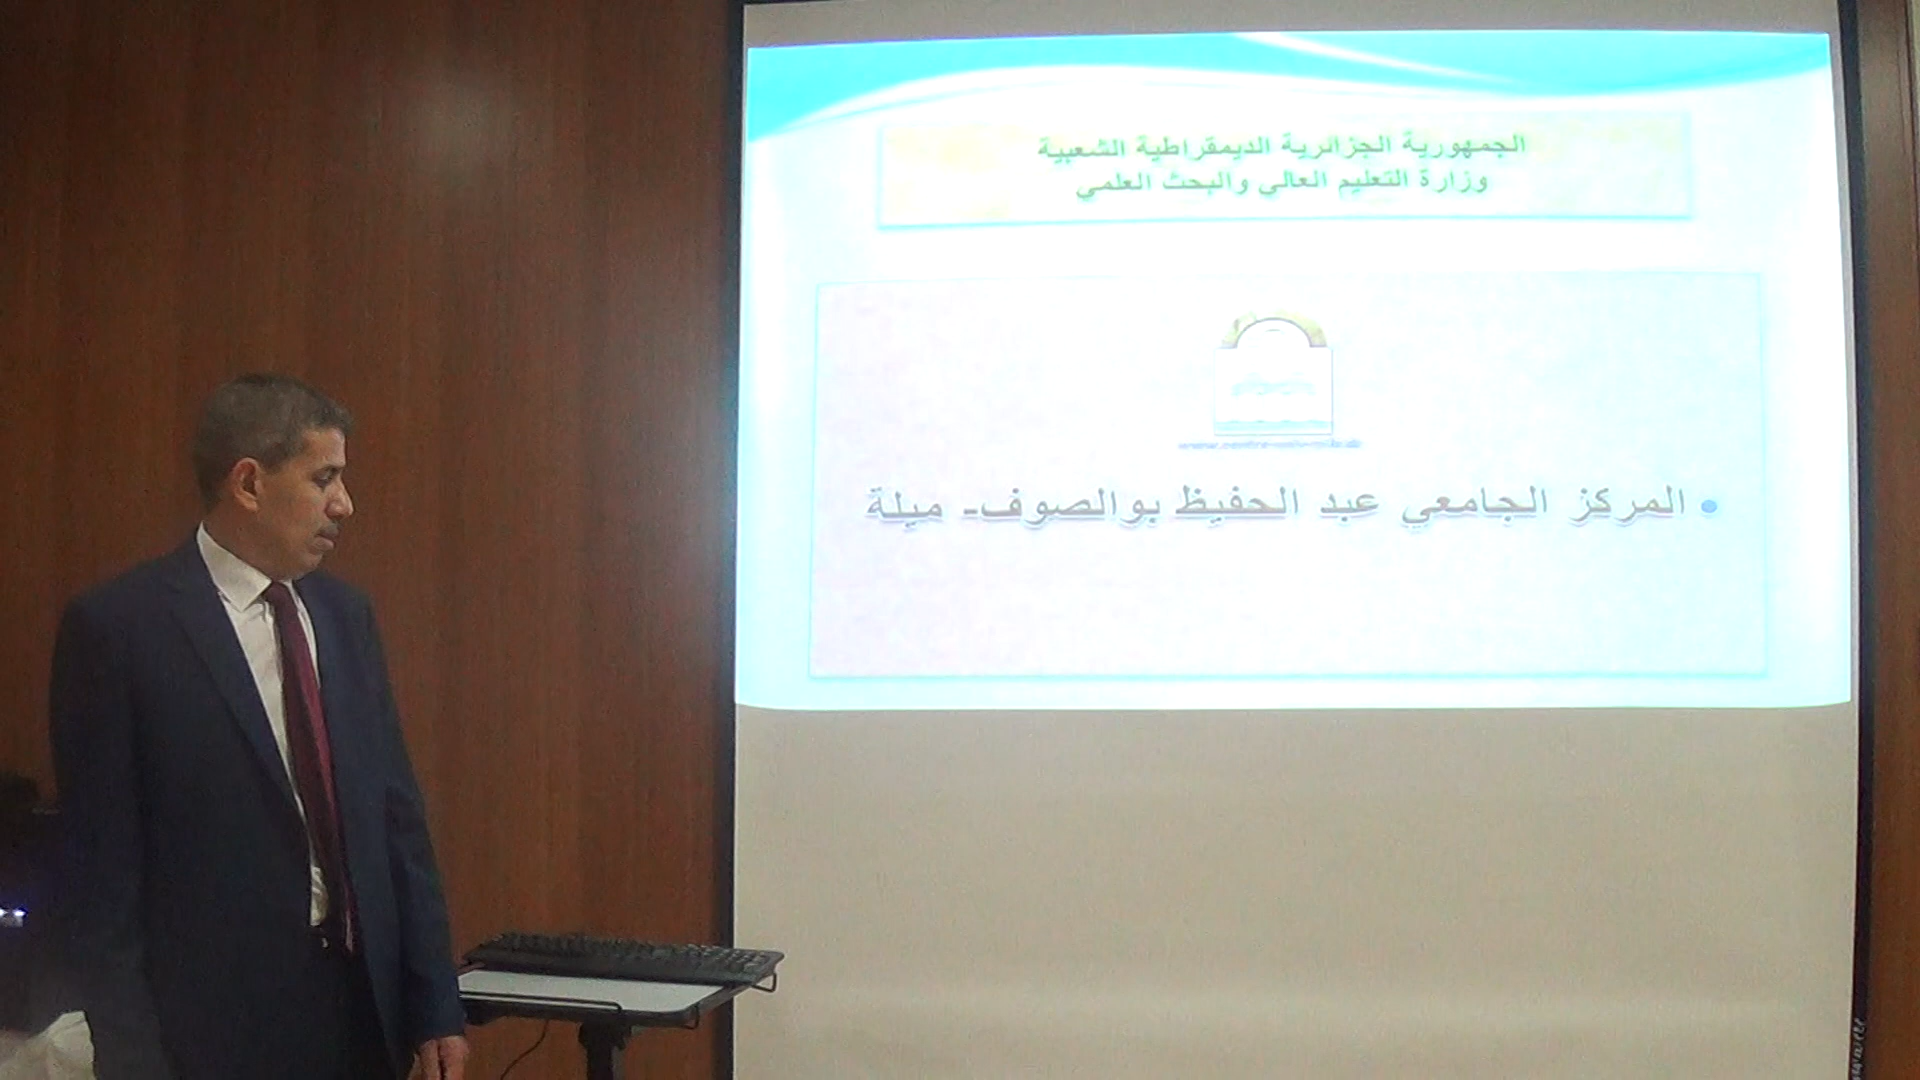 الجمهورية الجزائرية الديمقراطية الشعبية
وزارة التعليم العالي والبحث العلمي
• المركز الجامعي عبد الحفيظ بوالصوف- ميلة